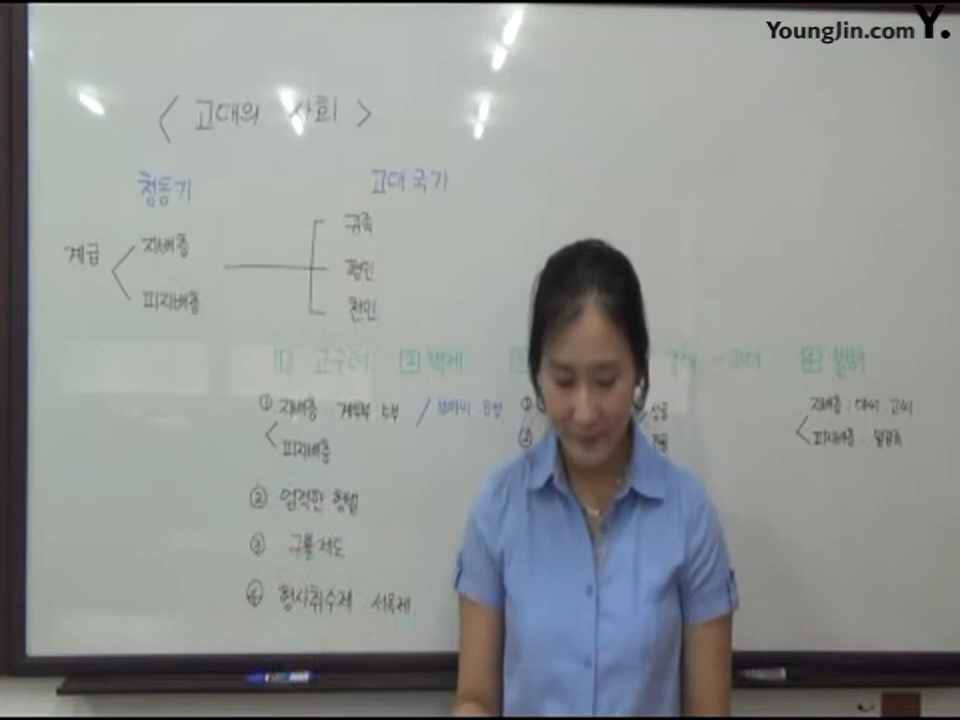 YoungJin.com Y.
< 고대의 사회 >
청동기 고대국가
귀족
계급 < 지배층 평민
피지배층 천민
1 고구려 2 백제 4 발해
① 지배층 : 계루부 5부 / 부여씨 8성 지배층 : 대씨 고씨
< 피지배층 < 피지배층 : 말갈족
② 엄격한 형벌
③ 구휼제도
④ 형사취수제 서옥제